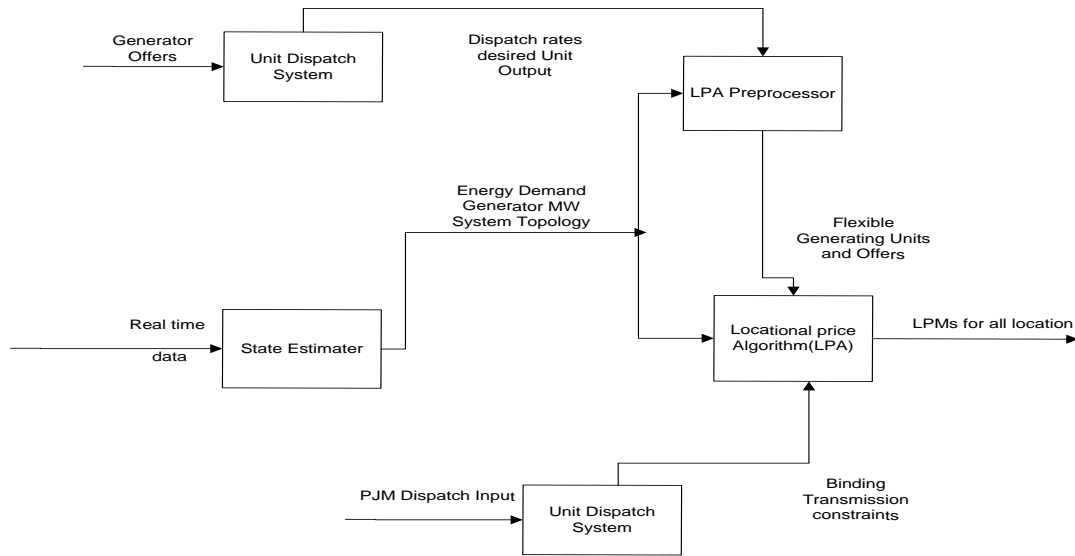 Generator
Offers
Unit Dispatch
System
Dispatch rates
desired Unit
Output
LPA Preprocessor
Energy Demand
Generator MW
System Topology
Flexible
Generating Units
and Offers
Real time
data
State Estimater
Locational price
Algorithm(LPA)
LPMs for all location
PJM Dispatch Input
Unit Dispatch
System
Binding
Transmission
constraints